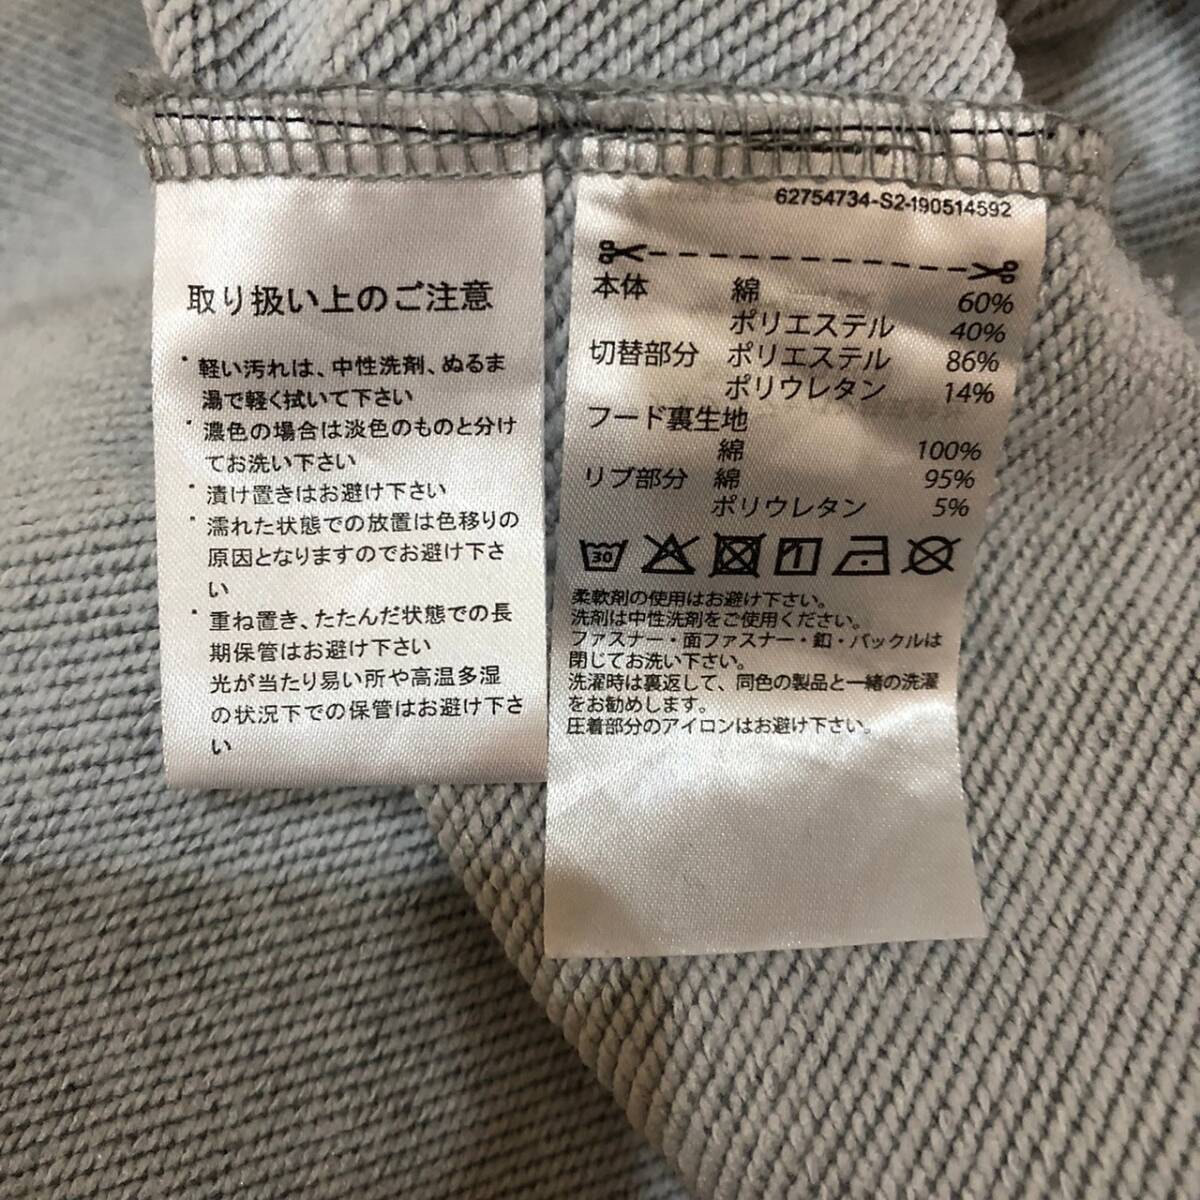 取り扱い上のご注意
・軽い汚れは、中性洗剤、ぬるま
湯で軽く拭いて下さい
・濃色の場合は淡色のものと分け
てお洗い下さい
・漬け置きはお避け下さい
・濡れた状態での放置は色移りの
原因となりますのでお避け下さ
い
・重ね置き、たたんだ状態での長
期保管はお避け下さい
光が当たり易い所や高温多湿
の状況下での保管はお避け下さ
い
62754734-S2-190514592
本体 綿 60%
ポリエステル 40%
切替部分 ポリエステル 86%
ポリウレタン 14%
フード裏生地
綿 100%
リブ部分 綿 95%
ポリウレタン 5%
30
柔軟剤の使用はお避け下さい。
洗剤は中性洗剤をご使用ください。
ファスナー・面ファスナー・釦・バックルは
閉じてお洗い下さい。
洗濯時は裏返して、同色の製品と一緒の洗濯
をお勧めします。
圧着部分のアイロンはお避け下さい。